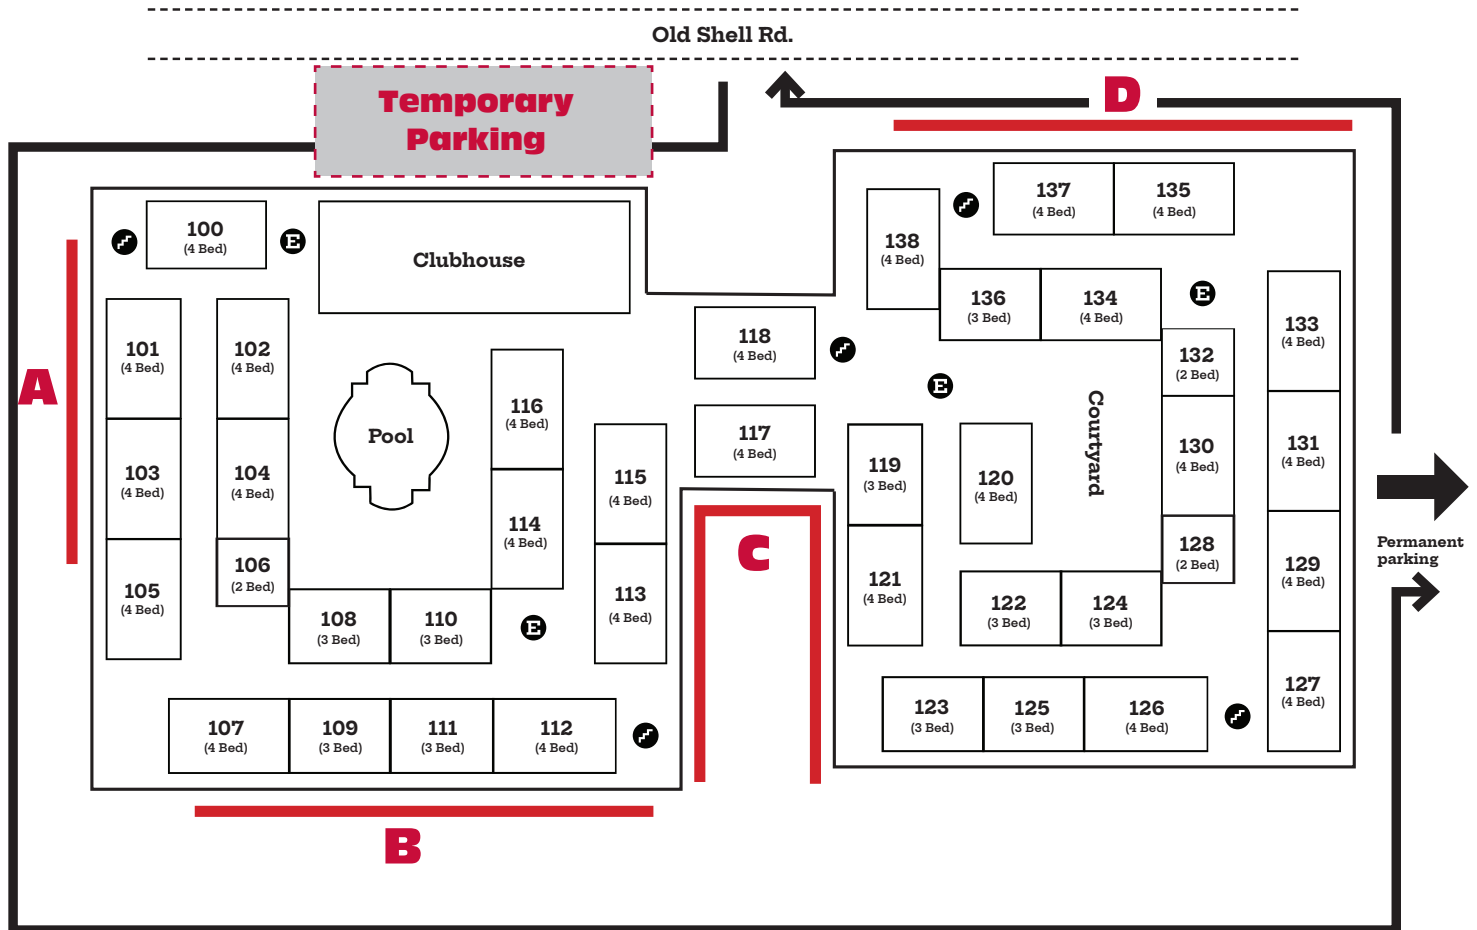 Old Shell Rd.
Temporary
Parking
D
137
(4 Bed)
135
(4 Bed)
100
(4 Bed)
E
Clubhouse
138
(4 Bed)
136
(3 Bed)
134
(4 Bed)
E
133
(4 Bed)
118
(4 Bed)
101
(4 Bed)
102
(4 Bed)
132
(2 Bed)
A
E
116
(4 Bed)
Pool
117
(4 Bed)
Courtyard
103
(4 Bed)
104
(4 Bed)
115
(4 Bed)
119
(3 Bed)
120
(4 Bed)
130
(4 Bed)
131
(4 Bed)
114
(4 Bed)
C
Permanent
parking
106
(2 Bed)
128
(2 Bed)
129
(4 Bed)
105
(4 Bed)
113
(4 Bed)
121
(4 Bed)
108
(3 Bed)
110
(3 Bed)
E
122
(3 Bed)
124
(3 Bed)
127
(4 Bed)
107
(4 Bed)
109
(3 Bed)
111
(3 Bed)
112
(4 Bed)
123
(3 Bed)
125
(3 Bed)
126
(4 Bed)
B